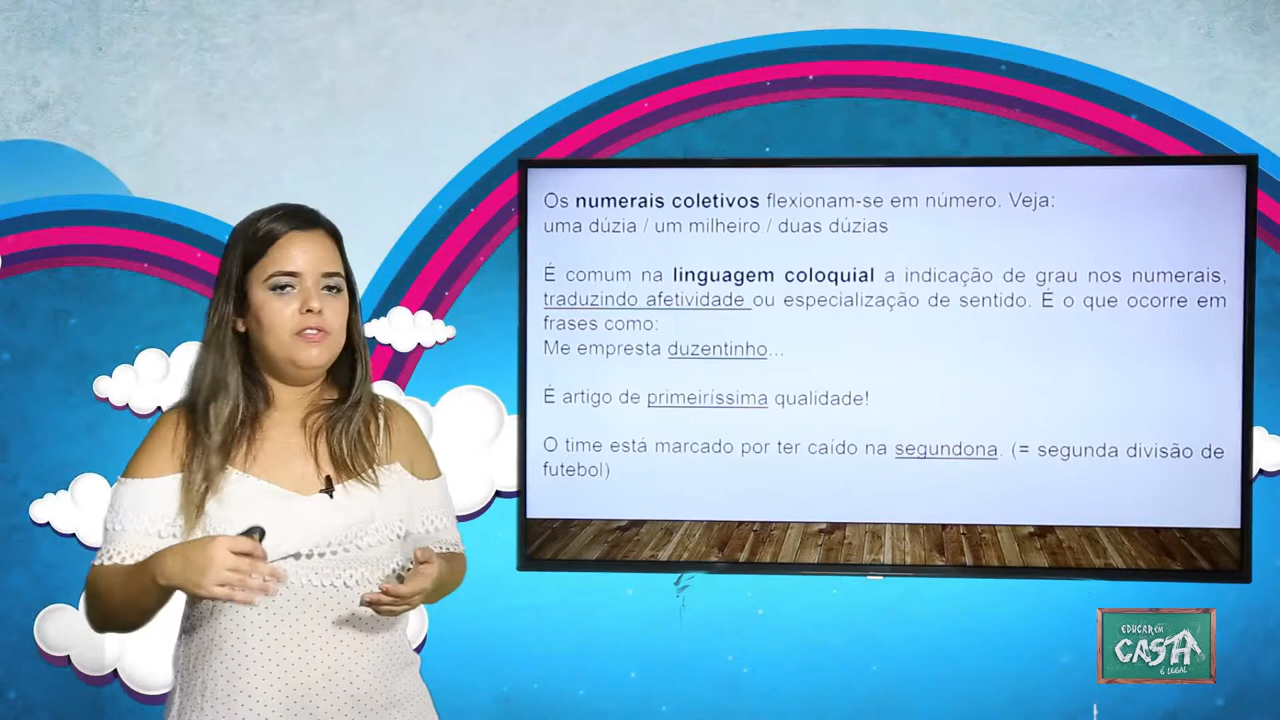 Os numerais coletivos flexionam-se em número. Veja:
uma dúzia / um milheiro / duas dúzias
É comum na linguagem coloquial a indicação de grau nos numerais,
traduzindo afetividade ou especialização de sentido. É o que ocorre em
frases como:
Me empresta duzentinho...
É artigo de primeiríssima qualidade!
O time está marcado por ter caído na segundona. (= segunda divisão de
futebol)
EDUCAR EM
CASA
É LEGAL